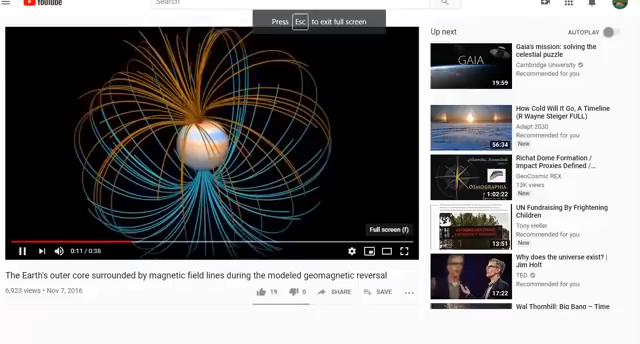 YouTube
Search
Press Esc to exit full screen
Up next
AUTOPLAY
GAIA
19:59
Gaia's mission: solving the
celestial puzzle
Cambridge University
Recommended for you
56:34
How Cold Will It Go, A Timeline
(R Wayne Steiger FULL)
Adapt 2030
Recommended for you
New
OSMOGRAPHIA
1:02:22
Richat Dome Formation /
Impact Proxies Defined /...
GeoCosmic REX
13K views
New
13:51
UN Fundraising By Frightening
Children
Tony Heller
Recommended for you
New
17:22
Why does the universe exist? |
Jim Holt
TED
Recommended for you
Wal Thornhill: Big Bang – Time
Full screen (f)
0:11 / 0:38
The Earth's outer core surrounded by magnetic field lines during the modeled geomagnetic reversal
6,923 views • Nov 7, 2016
19
0
SHARE
SAVE